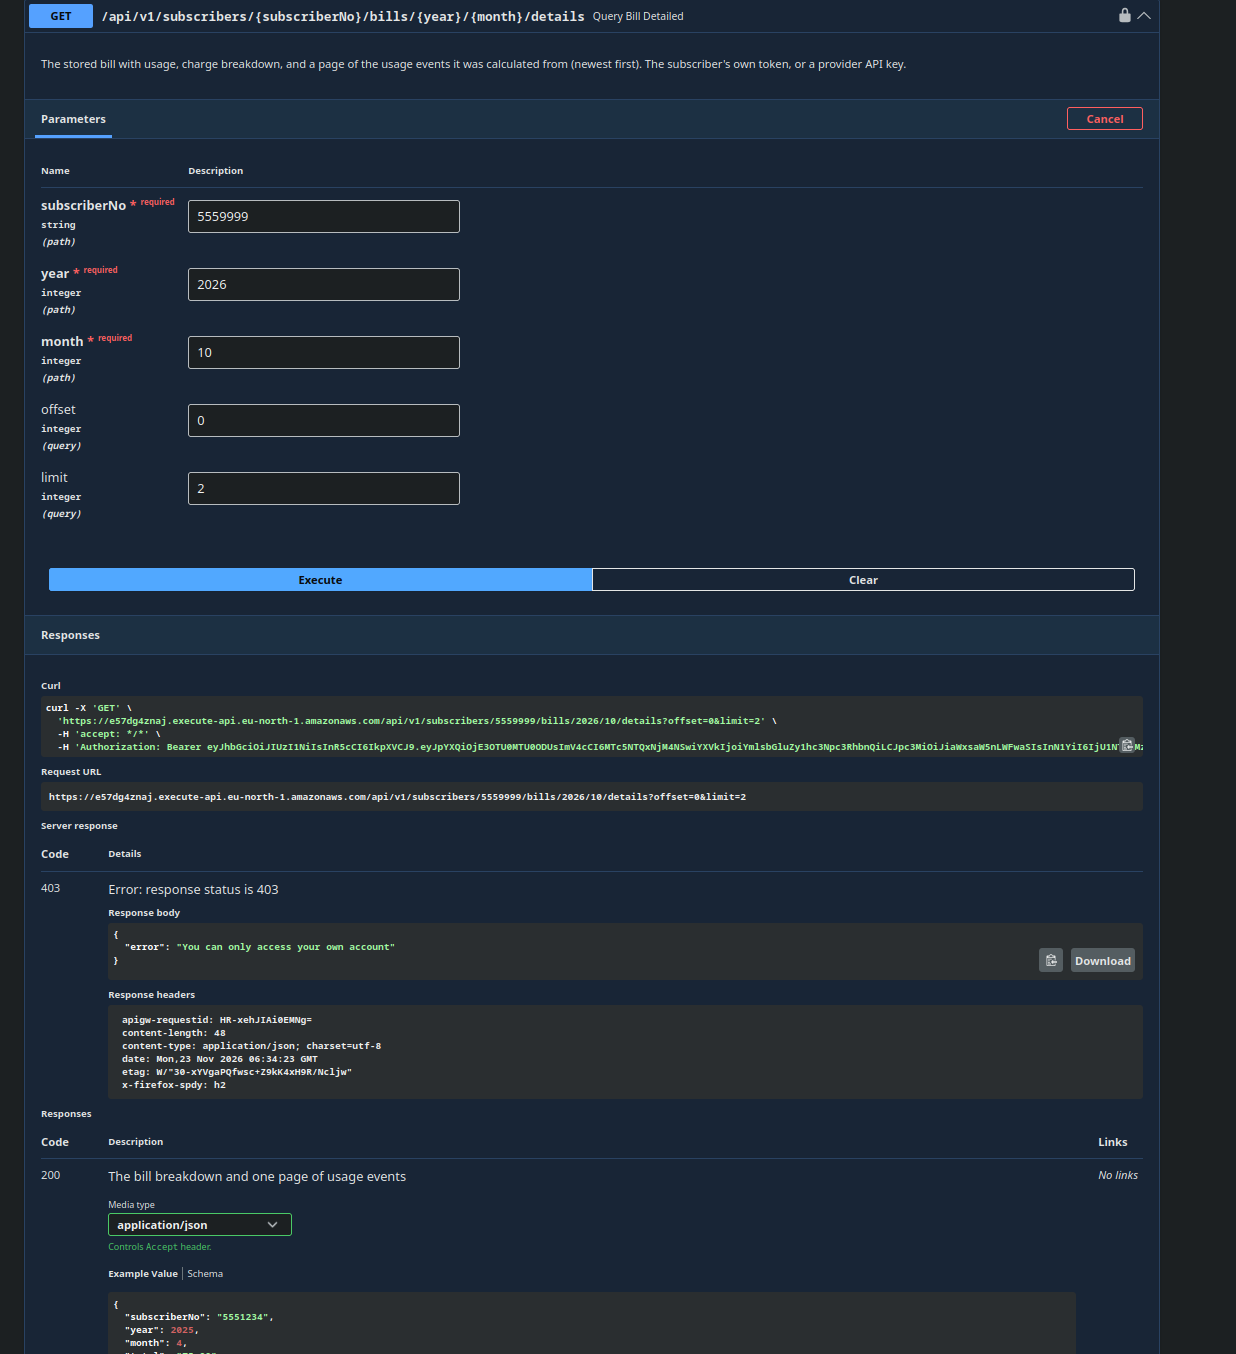 GET /api/v1/subscribers/{subscriberNo}/bills/{year}/{month}/details Query Bill Detailed
The stored bill with usage, charge breakdown, and a page of the usage events it was calculated from (newest first). The subscriber's own token, or a provider API key.
Parameters Cancel
Name Description
subscriberNo * required
string
(path)
5559999
year * required
integer
(path)
2026
month * required
integer
(path)
10
offset
integer
(query)
0
limit
integer
(query)
2
Execute Clear
Responses
Curl
curl -X 'GET' \
'https://e57dg4znaj.execute-api.eu-north-1.amazonaws.com/api/v1/subscribers/5559999/bills/2026/10/details?offset=0&limit=2' \
-H 'accept: */*' \
-H 'Authorization: Bearer
Request URL
https://e57dg4znaj.execute-api.eu-north-1.amazonaws.com/api/v1/subscribers/5559999/bills/2026/10/details?offset=0&limit=2
Server response
Code Details
403 Error: response status is 403
Response body
{
"error": "You can only access your own account"
}
Download
Response headers
apigw-requestid: HR-xehJIAi0EMNg=
content-length: 48
content-type: application/json; charset=utf-8
date: Mon,23 Nov 2026 06:34:23 GMT
etag: W/"30-xYVgaPQfwsc+Z9kK4xH9R/Ncljw"
x-firefox-spdy: h2
Responses
Code Description Links
200 The bill breakdown and one page of usage events No links
Media type
application/json
Controls Accept header.
Example Value Schema
{
"subscriberNo": "5551234",
"year": 2025,
"month": 4,